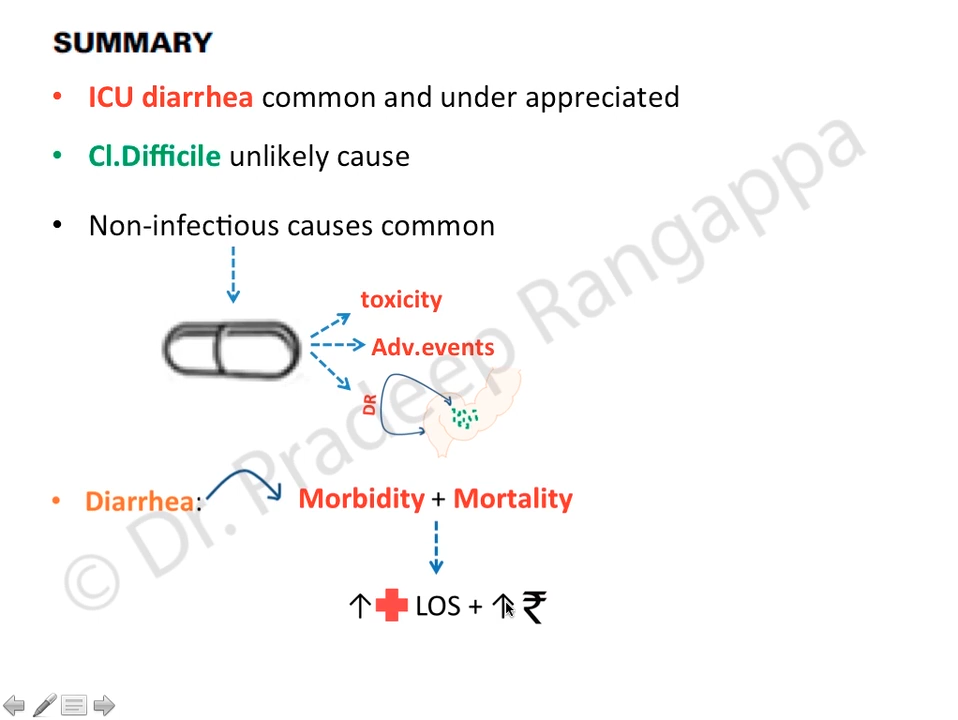 SUMMARY
• ICU diarrhea common and under appreciated
• Cl.Difficile unlikely cause
• Non-infectious causes common
toxicity
Adv.events
DR
• Diarrhea:
Morbidity + Mortality
↑ LOS + ↑ ₹
© Dr. Pradeep Rangappa